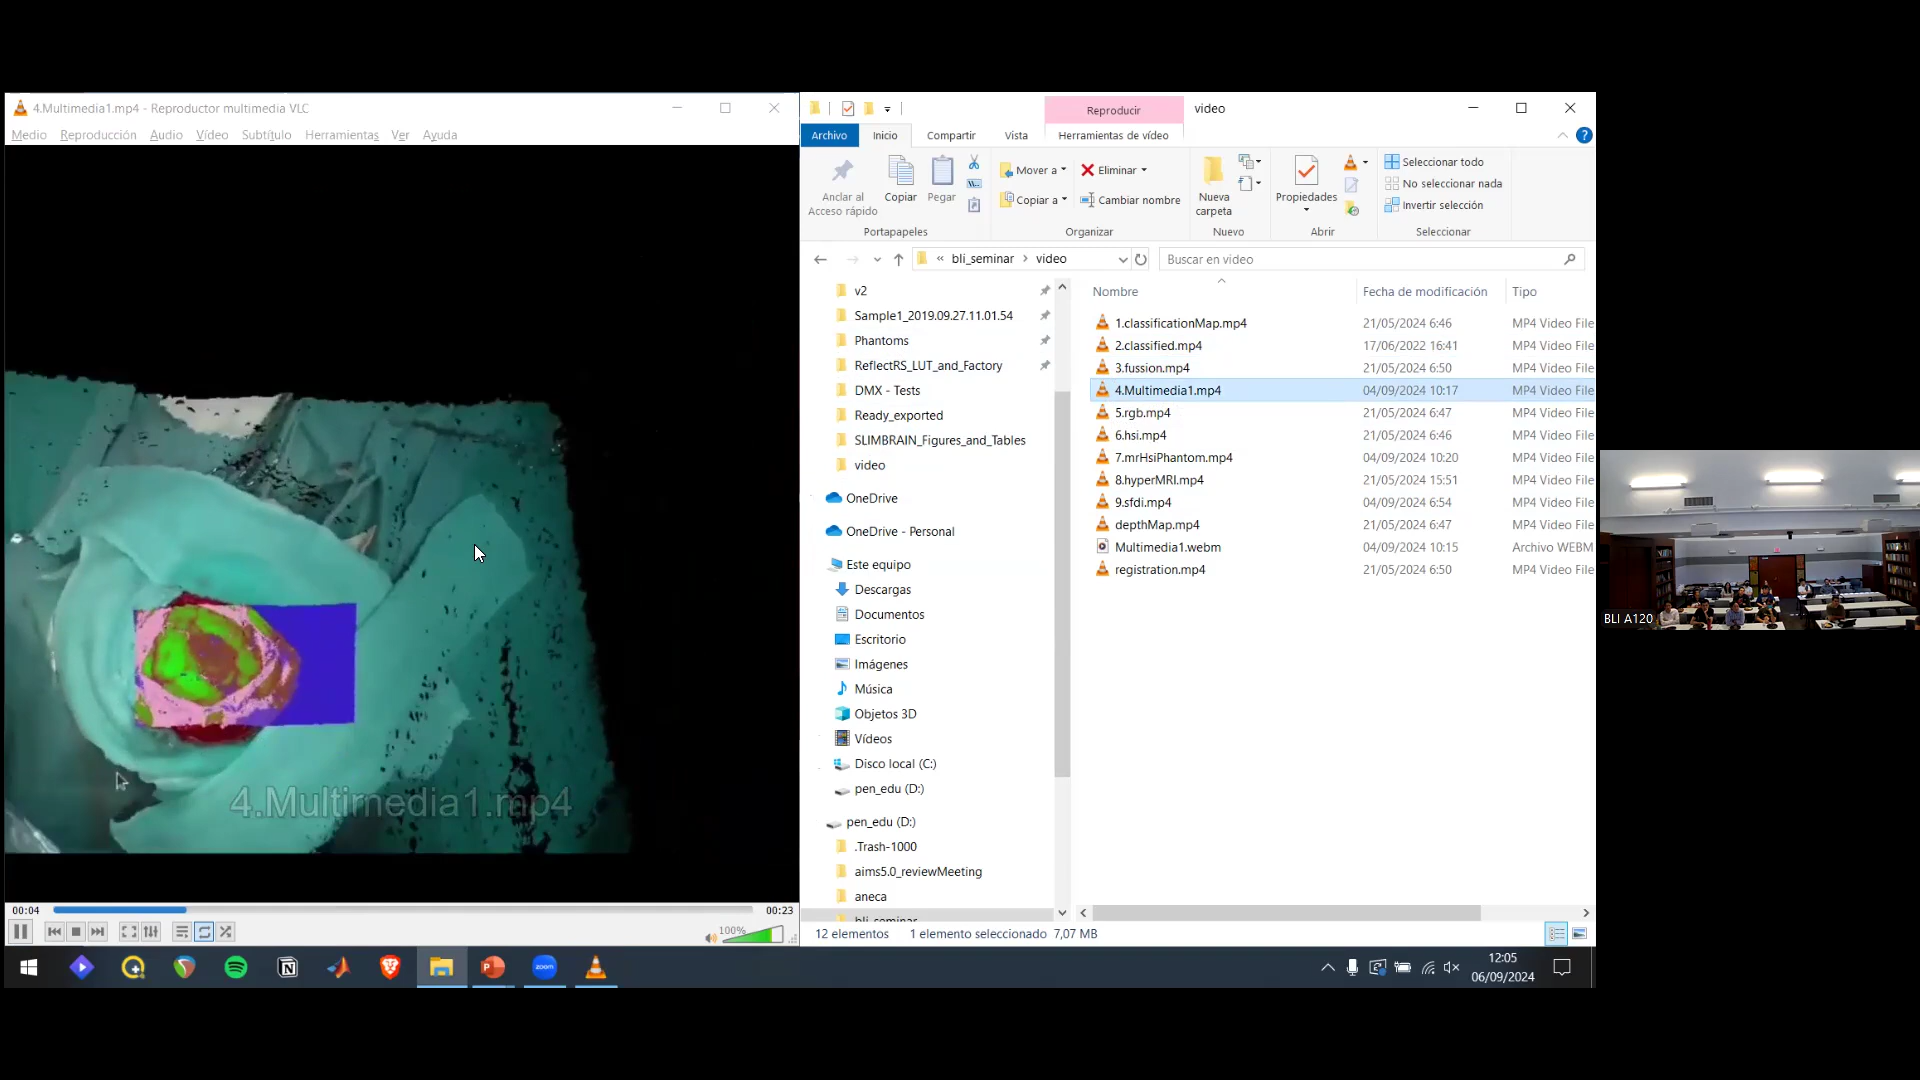 4.Multimedia1.mp4 - Reproductor multimedia VLC
Medio Reproducción Audio Vídeo Subtítulo Herramientas Ver Ayuda
4.Multimedia1.mp4
00:04
00:23
100%
Reproducir
video
Archivo Inicio Compartir Vista Herramientas de vídeo
Anclar al
Acceso rápido
Copiar
Pegar
Portapapeles
Mover a
Copiar a
Eliminar
Cambiar nombre
Organizar
Nueva
carpeta
Nuevo
Propiedades
Abrir
Seleccionar todo
No seleccionar nada
Invertir selección
Seleccionar
« bli_seminar > video
Buscar en video
v2
Sample1_2019.09.27.11.01.54
Phantoms
ReflectRS_LUT_and_Factory
DMX - Tests
Ready_exported
SLIMBRAIN_Figures_and_Tables
video
OneDrive
OneDrive - Personal
Este equipo
Descargas
Documentos
Escritorio
Imágenes
Música
Objetos 3D
Vídeos
Disco local (C:)
pen_edu (D:)
pen_edu (D:)
.Trash-1000
aims5.0_reviewMeeting
aneca
bli_seminar
Nombre Fecha de modificación Tipo
1.classificationMap.mp4 21/05/2024 6:46 MP4 Video File
2.classified.mp4 17/06/2022 16:41 MP4 Video File
3.fussion.mp4 21/05/2024 6:50 MP4 Video File
4.Multimedia1.mp4 04/09/2024 10:17 MP4 Video File
5.rgb.mp4 21/05/2024 6:47 MP4 Video File
6.hsi.mp4 21/05/2024 6:46 MP4 Video File
7.mrHsiPhantom.mp4 04/09/2024 10:20 MP4 Video File
8.hyperMRI.mp4 21/05/2024 15:51 MP4 Video File
9.sfdi.mp4 04/09/2024 6:54 MP4 Video File
depthMap.mp4 21/05/2024 6:47 MP4 Video File
Multimedia1.webm 04/09/2024 10:15 Archivo WEBM
registration.mp4 21/05/2024 6:50 MP4 Video File
12 elementos 1 elemento seleccionado 7,07 MB
zoom
12:05
06/09/2024
BLI A120